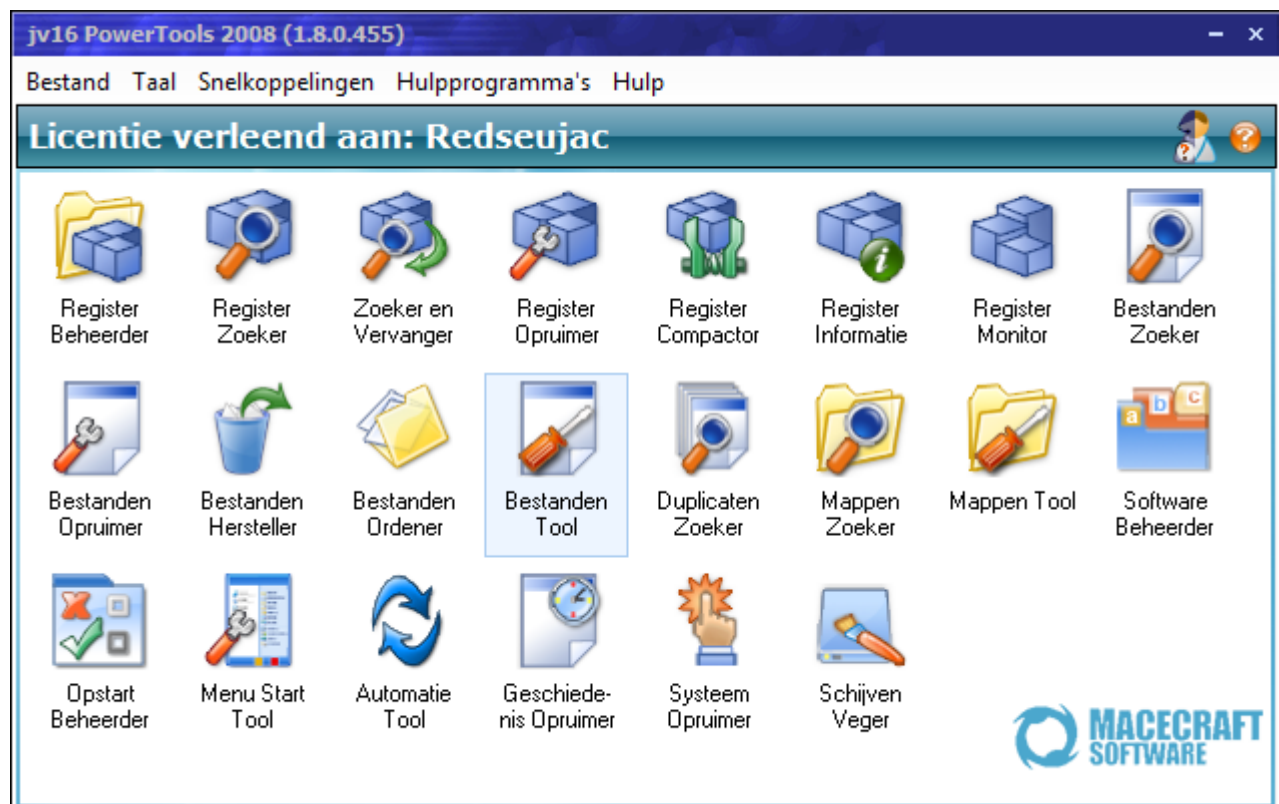 jv16 PowerTools 2008 (1.8.0.455)
Bestand Taal Snelkoppelingen Hulpprogramma's Hulp
Licentie verleend aan: Redseujac
Register
Beheerder
Register
Zoeker
Zoeker en
Vervanger
Register
Opruimer
Register
Compactor
Register
Informatie
Register
Monitor
Bestanden
Zoeker
Bestanden
Opruimer
Bestanden
Hersteller
Bestanden
Ordener
Bestanden
Tool
Duplicaten
Zoeker
Mappen
Zoeker
Mappen Tool
a b c
Software
Beheerder
Opstart
Beheerder
Menu Start
Tool
Automatie
Tool
Geschiede-
nis Opruimer
Systeem
Opruimer
Schijven
Veger
MACECRAFT
SOFTWARE